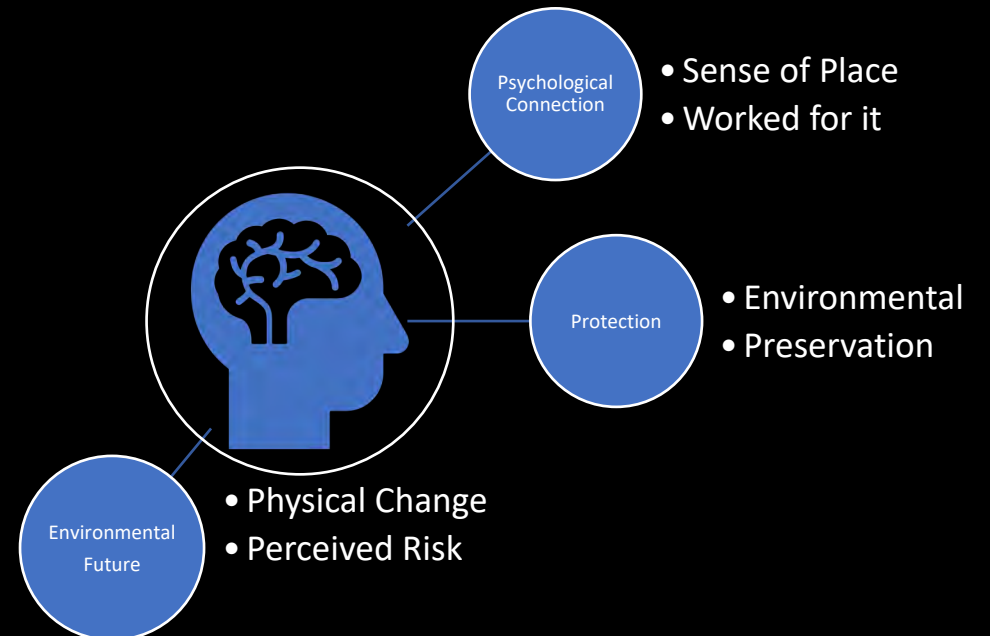 Psychological
Connection
• Sense of Place
• Worked for it
Protection
• Environmental
• Preservation
Environmental
Future
• Physical Change
• Perceived Risk